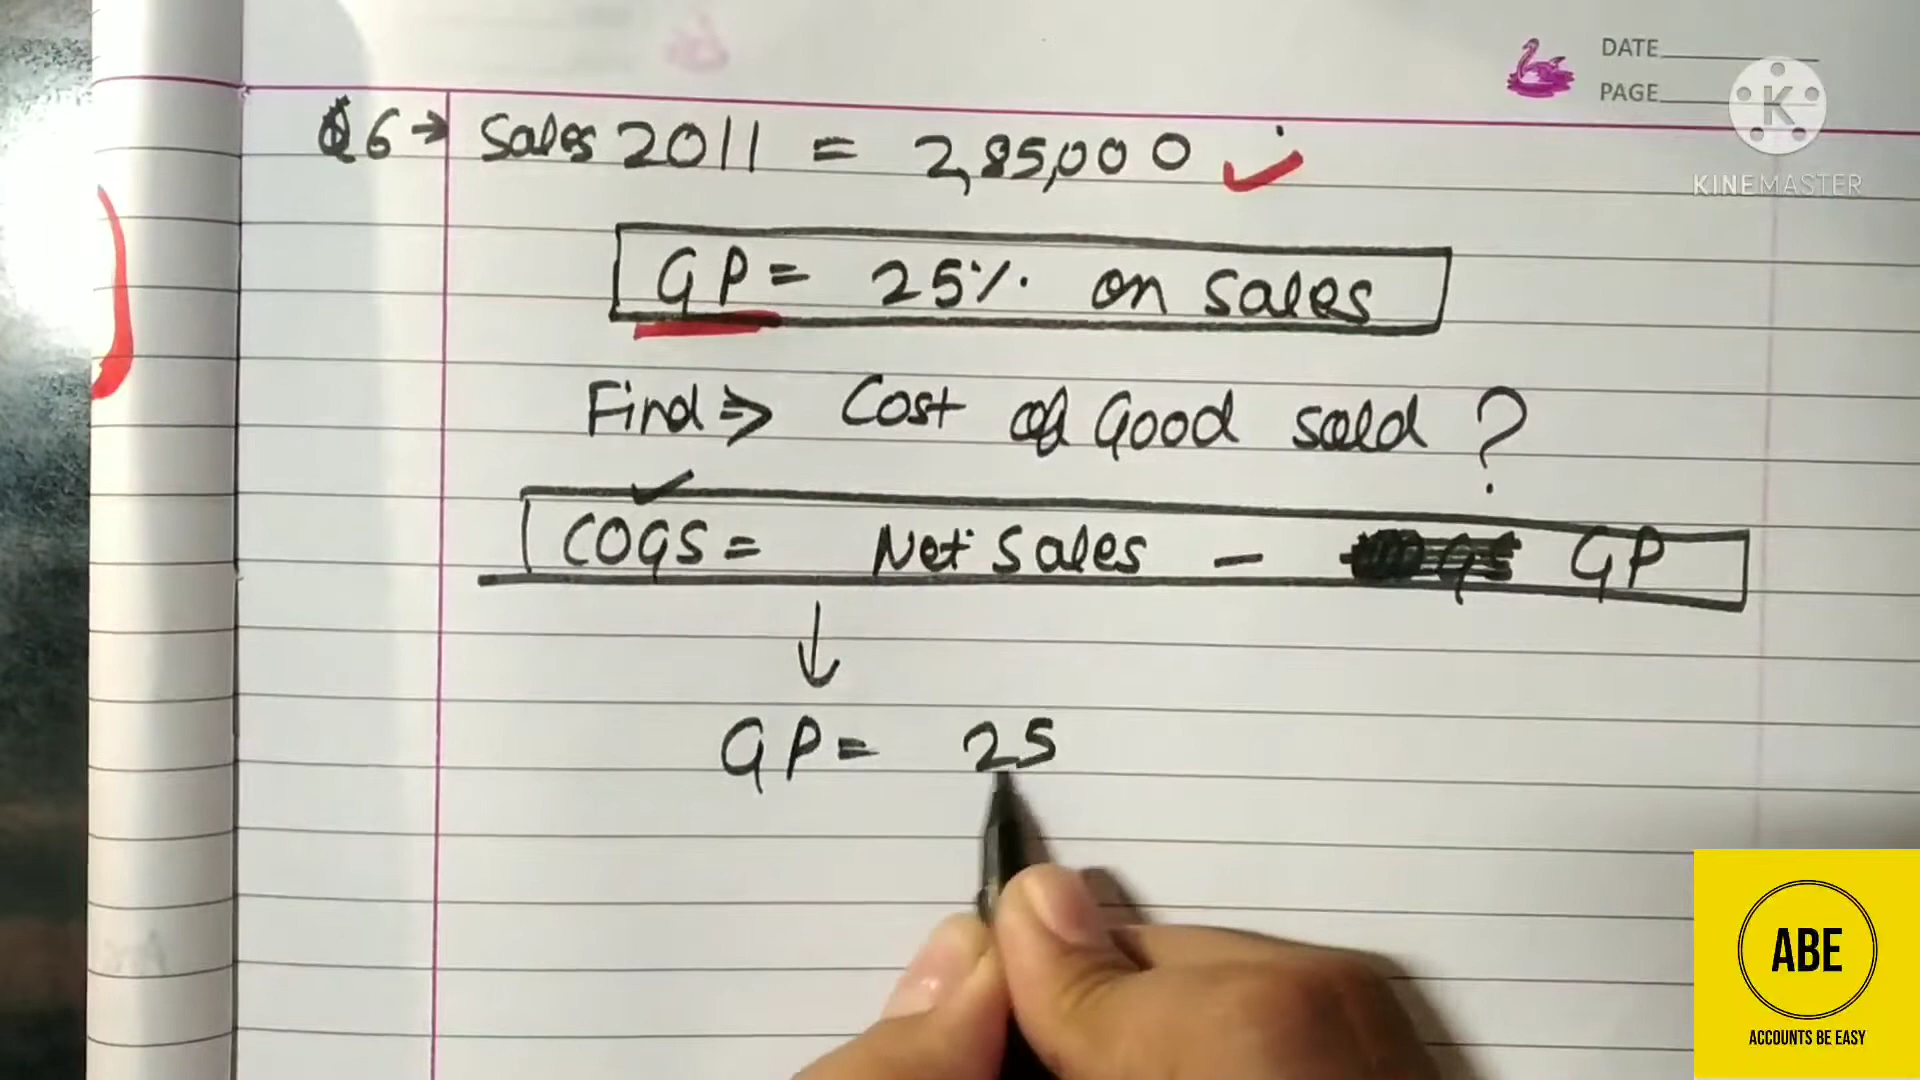 DATE
PAGE
K
KINEMASTER
Q6→ Sales 2011 = 2,85,000 ✓
GP = 25% on sales
Find ⇒ Cost of Good sold ?
COGS = Net Sales - GP
↓
GP = 25
ABE
ACCOUNTS BE EASY